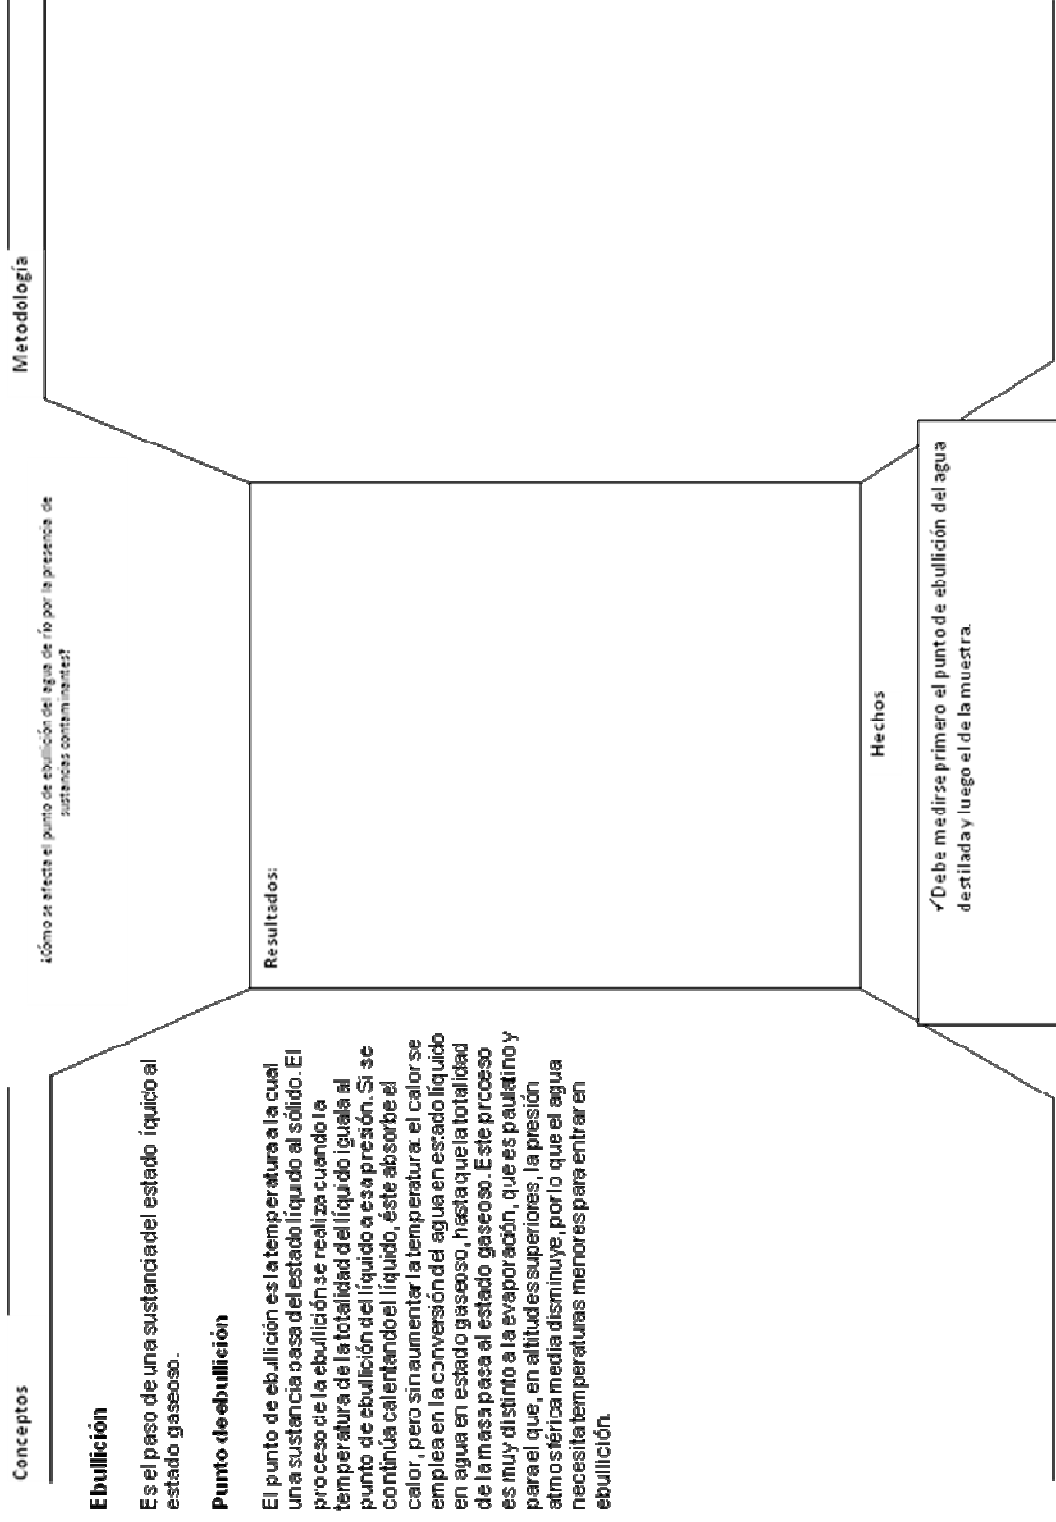 Conceptos
Ebullición
Es el paso de una sustancia del estado íquico al
estado gaseoso.
Punto de ebullición
El punto de ebullición es la temperatura a la cual
una sustancia pasa del estado líquido al sólido. El
proceso de la ebullición se realiza cuando la
temperatura de la totalidad del líquido iguala al
punto de ebullición del líquido a esa presión. Si se
continúa calentando el líquido, éste absorbe el
calor, pero sin aumentar la temperatura: el calor se
emplea en la conversión del agua en estado líquido
en agua en estado gaseoso, hasta que la totalidad
de la masa pasa al estado gaseoso. Este proceso
es muy distinto a la evaporación, que es paulatino y
para el que, en altitudes superiores, la presión
atmosférica media disminuye, por lo que el agua
necesita temperaturas menores para entrar en
ebullición.
¿Cómo se afecta el punto de ebullición del agua de río por la presencia de
sustancias contaminantes?
Metodología
Resultados:
Hechos
✓Debe medirse primero el punto de ebullición del agua
destilada y luego el de la muestra.